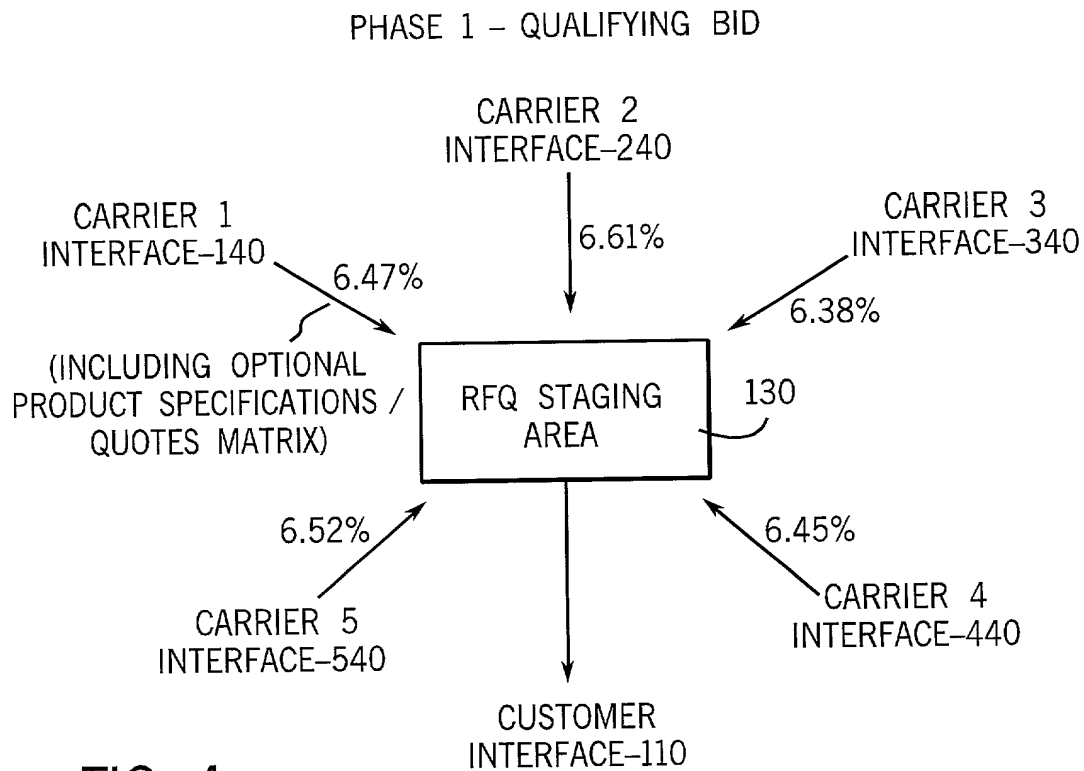 PHASE 1 – QUALIFYING BID
CARRIER 2
INTERFACE–240
CARRIER 1
INTERFACE–140
CARRIER 3
INTERFACE–340
6.61%
6.47%
6.38%
(INCLUDING OPTIONAL
PRODUCT SPECIFICATIONS /
QUOTES MATRIX)
RFQ STAGING
AREA
130
6.52%
6.45%
CARRIER 5
INTERFACE–540
CARRIER 4
INTERFACE–440
CUSTOMER
INTERFACE–110